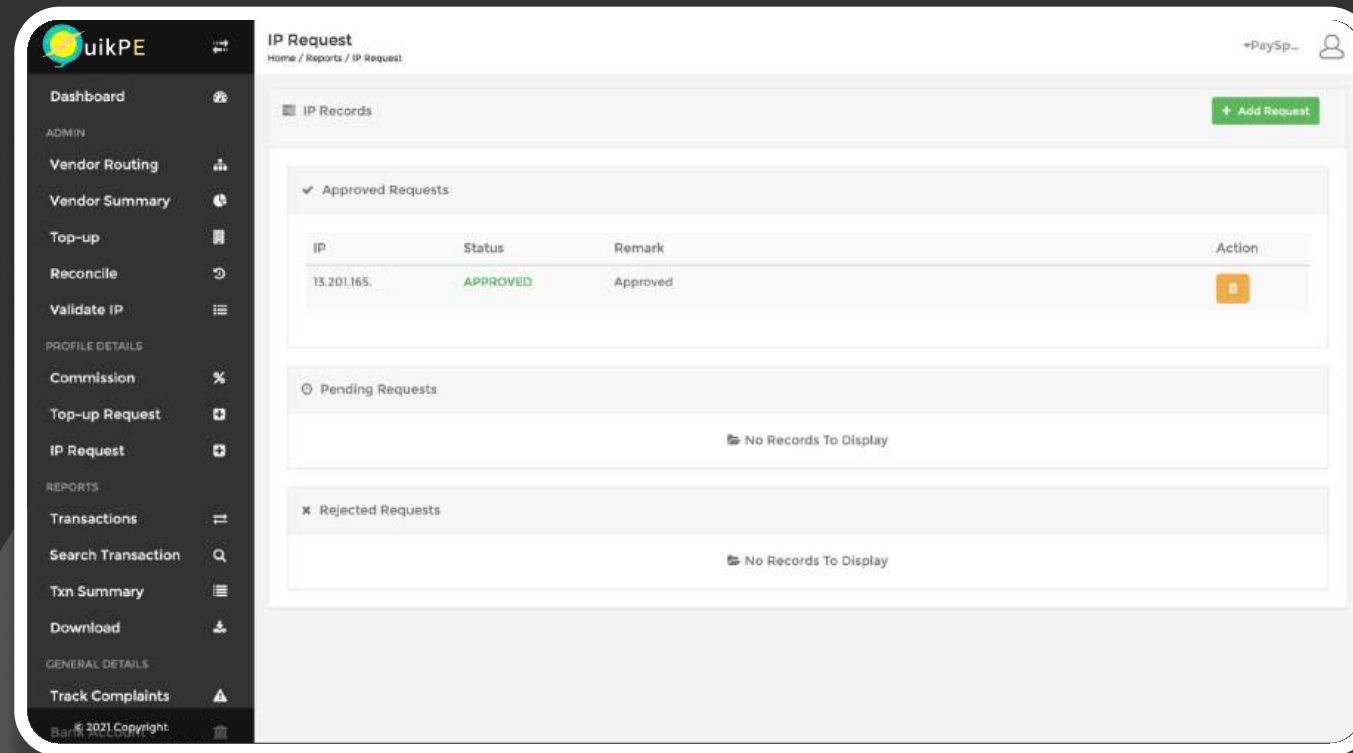 uikPE
Dashboard
ADMIN
Vendor Routing
Vendor Summary
Top-up
Reconcile
Validate IP
PROFILE DETAILS
Commission
Top-up Request
IP Request
REPORTS
Transactions
Search Transaction
Txn Summary
Download
GENERAL DETAILS
Track Complaints
Bank Account
© 2021 Copyright
IP Request
Home / Reports / IP Request
PaySp...
IP Records
+ Add Request
Approved Requests
IP Status Remark Action
13.201.165. APPROVED Approved
Pending Requests
No Records To Display
Rejected Requests
No Records To Display